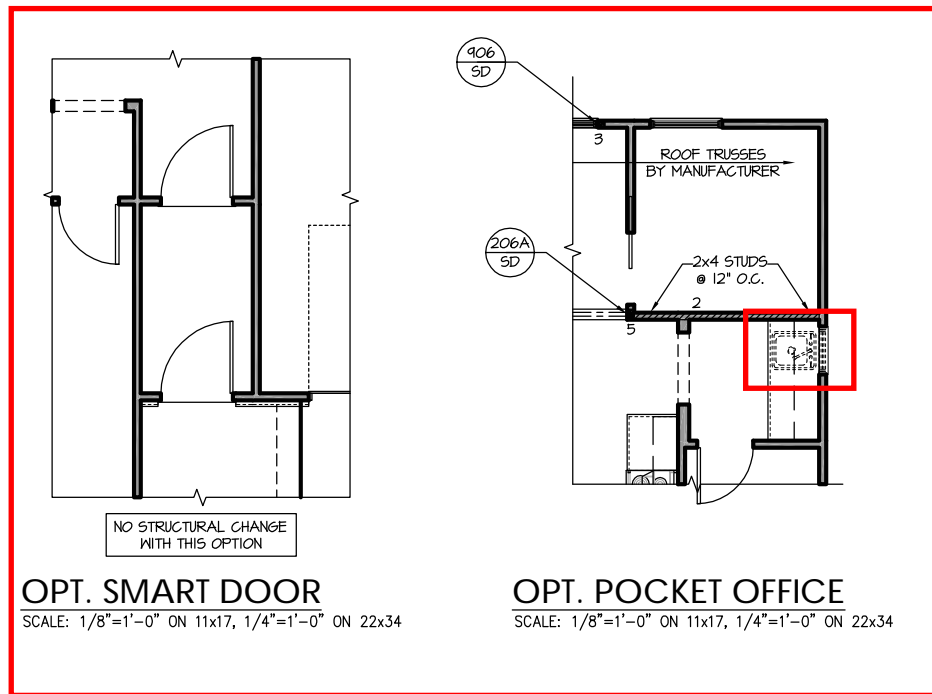 906
SD
3
ROOF TRUSSES
BY MANUFACTURER
206A
SD
2x4 STUDS
@ 12" O.C.
2
5
NO STRUCTURAL CHANGE
WITH THIS OPTION
OPT. SMART DOOR
SCALE: 1/8"=1'-0" ON 11x17, 1/4"=1'-0" ON 22x34
OPT. POCKET OFFICE
SCALE: 1/8"=1'-0" ON 11x17, 1/4"=1'-0" ON 22x34